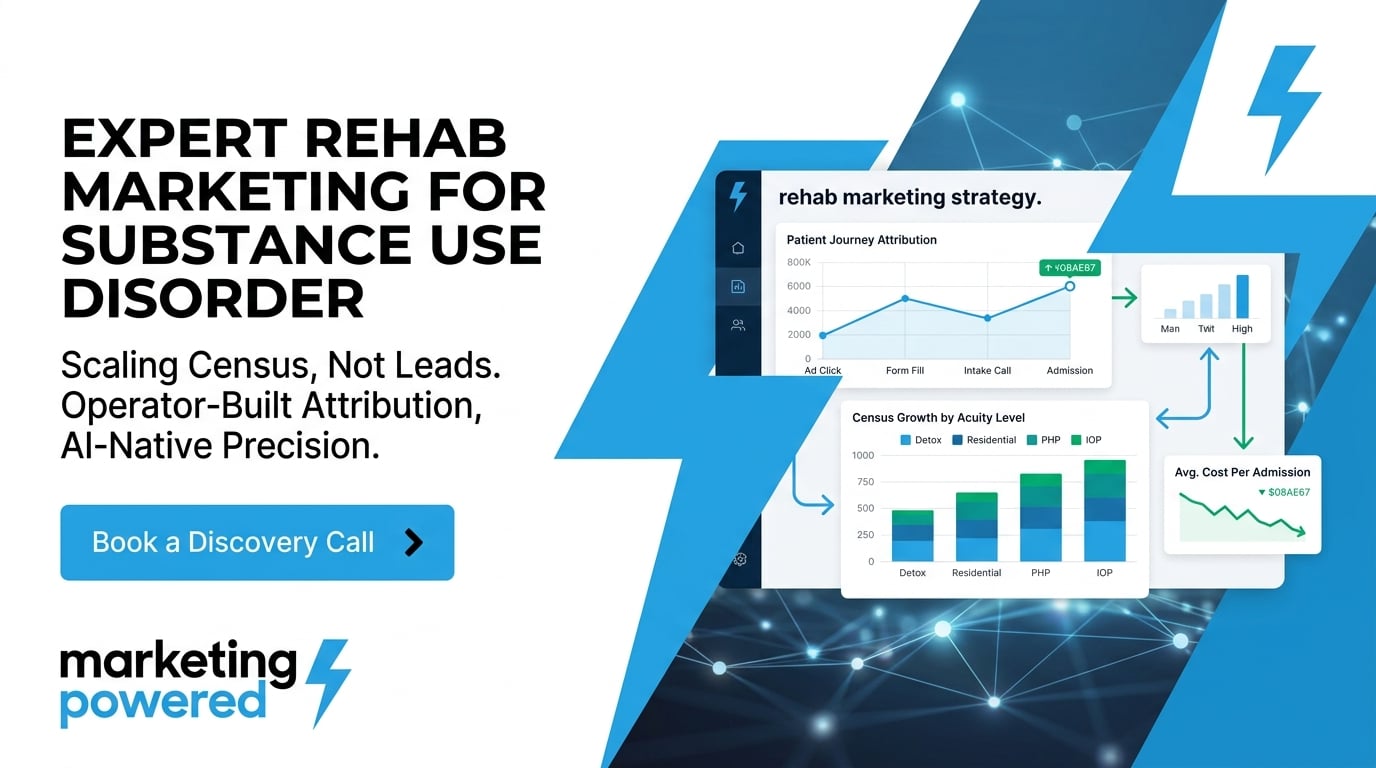 EXPERT REHAB
MARKETING FOR
SUBSTANCE USE
DISORDER
Scaling Census, Not Leads.
Operator-Built Attribution,
AI-Native Precision.
Book a Discovery Call
marketing
powered
rehab marketing strategy.
Patient Journey Attribution
800K
6000
4000
2000
0
Ad Click Form Fill Intake Call Admission
Man Twit High
Census Growth by Acuity Level
Detox Residential PHP IOP
1000
750
500
250
0
Detox Residential PHP IOP
Avg. Cost Per Admission
▼ $08AE67